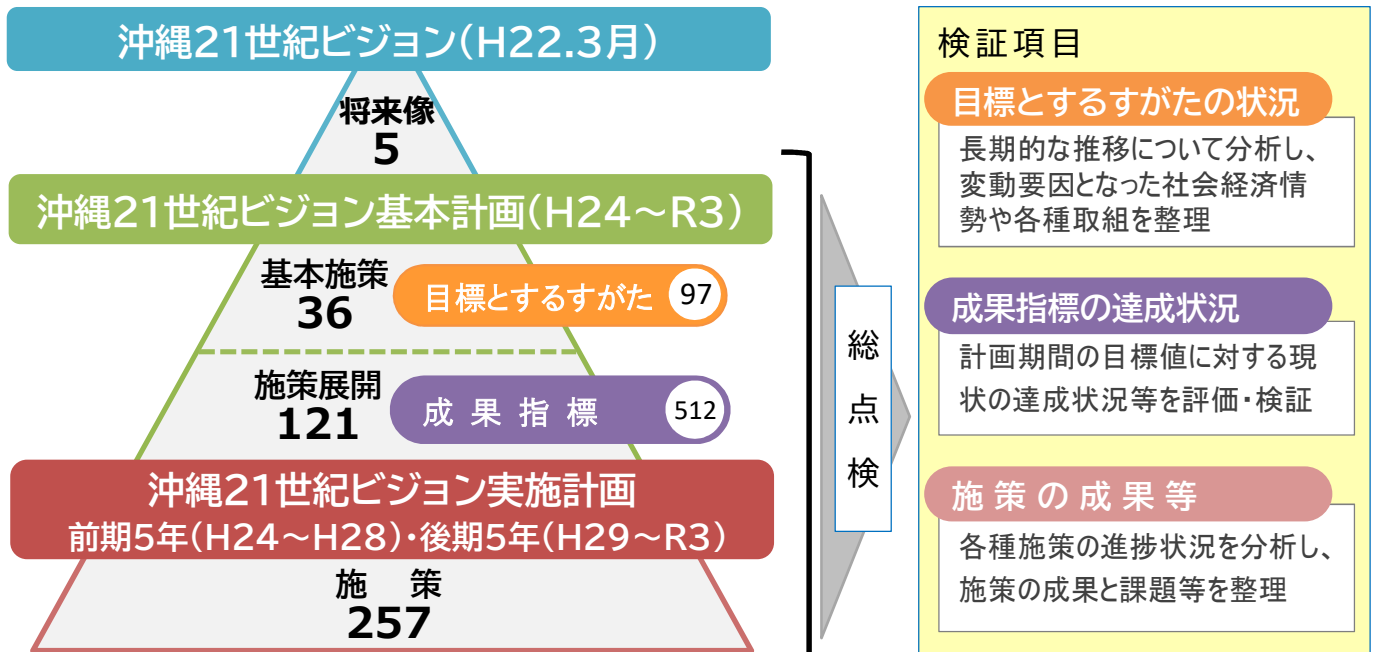 沖縄21世紀ビジョン(H22.3月)
将来像
5
沖縄21世紀ビジョン基本計画(H24～R3)
基本施策
36
目標とするすがた 97
施策展開
121
成果指標 512
沖縄21世紀ビジョン実施計画
前期5年(H24～H28)・後期5年(H29～R3)
施 策
257
総点検
検証項目
目標とするすがたの状況
長期的な推移について分析し、
変動要因となった社会経済情
勢や各種取組を整理
成果指標の達成状況
計画期間の目標値に対する現
状の達成状況等を評価・検証
施策の成果等
各種施策の進捗状況を分析し、
施策の成果と課題等を整理